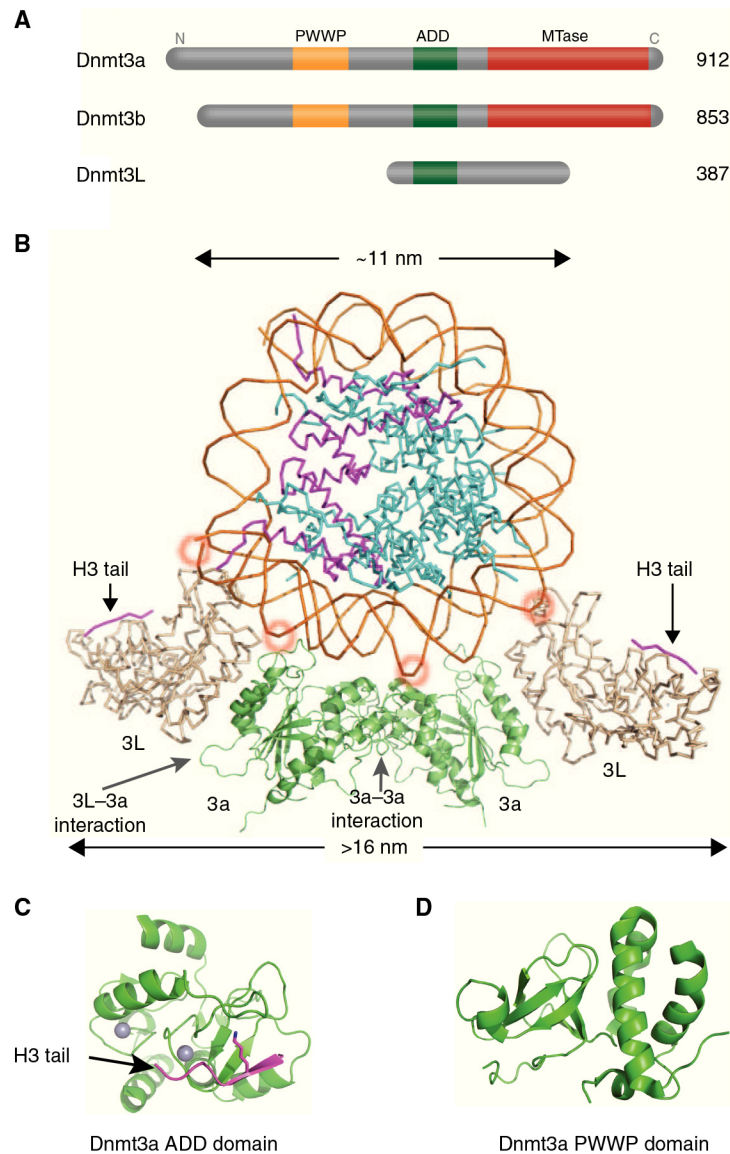 A
N PWWP ADD MTase C
Dnmt3a 912
Dnmt3b 853
Dnmt3L 387
B
~11 nm
H3 tail
H3 tail
3L
3L
3L–3a
interaction
3a
3a–3a
interaction
3a
>16 nm
C
D
H3 tail
Dnmt3a ADD domain
Dnmt3a PWWP domain